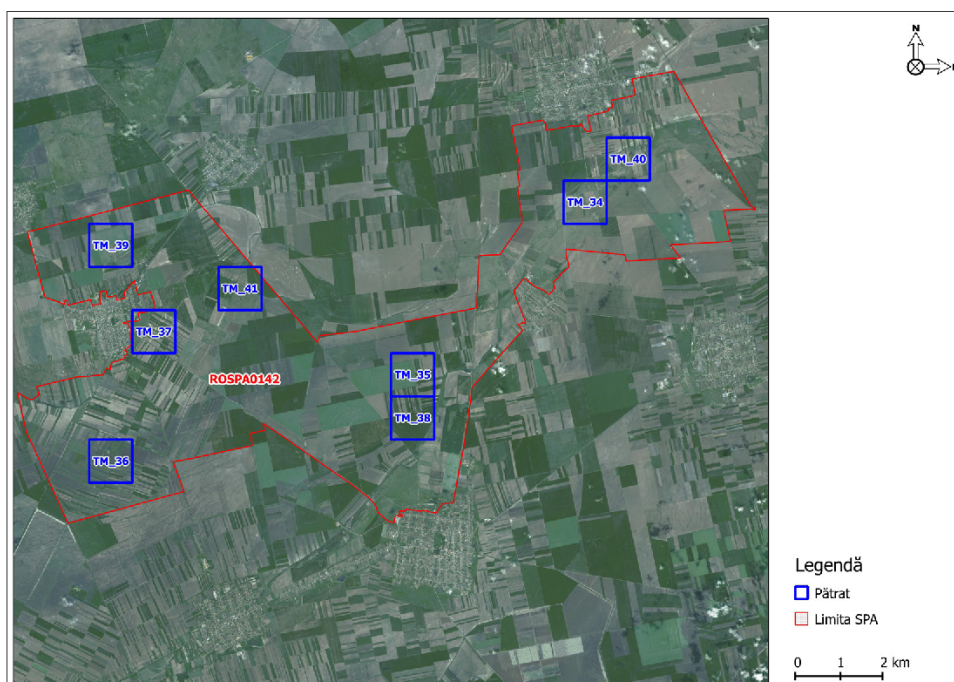 N
TM_40
TM_34
TM_39
TM_41
TM_37
TM_35
ROSPA0142
TM_38
TM_36
Legendă
Pătrat
Limita SPA
0 1 2 km